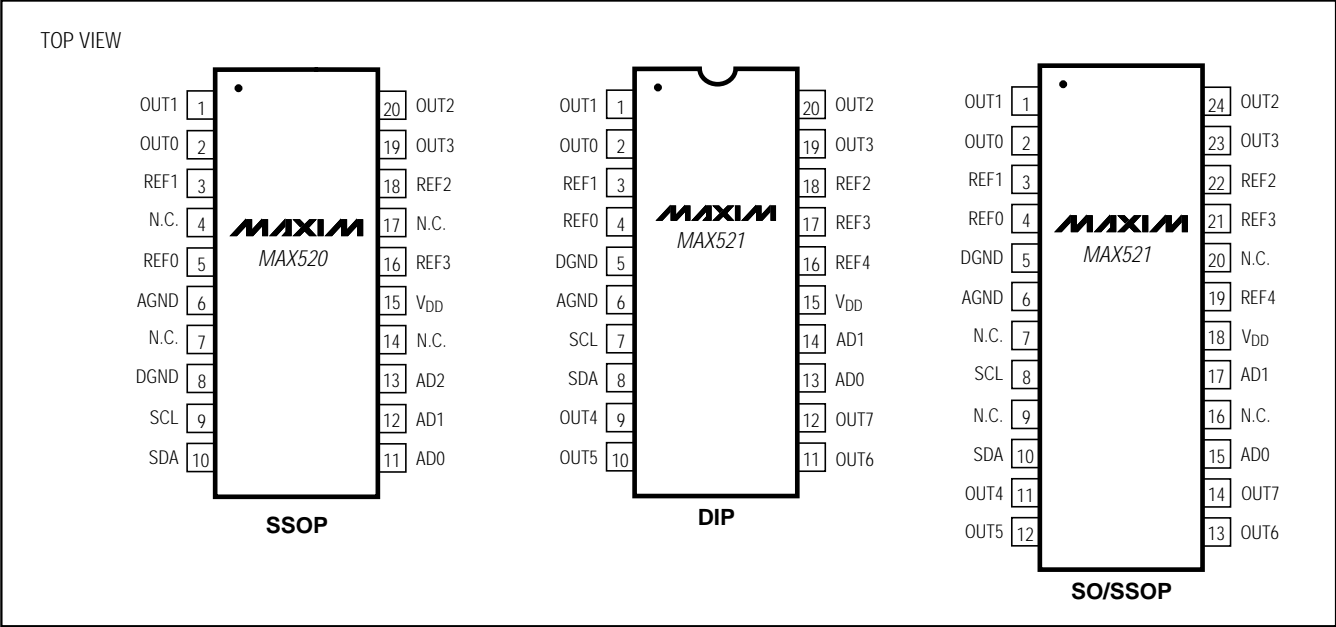 TOP VIEW
OUT1 1 20 OUT2
OUT0 2 19 OUT3
REF1 3 18 REF2
N.C. 4 17 N.C.
REF0 5 16 REF3
AGND 6 15 VDD
N.C. 7 14 N.C.
DGND 8 13 AD2
SCL 9 12 AD1
SDA 10 11 AD0
MAXIM
MAX520
SSOP
OUT1 1 20 OUT2
OUT0 2 19 OUT3
REF1 3 18 REF2
REF0 4 17 REF3
DGND 5 16 REF4
AGND 6 15 VDD
SCL 7 14 AD1
SDA 8 13 AD0
OUT4 9 12 OUT7
OUT5 10 11 OUT6
MAXIM
MAX521
DIP
OUT1 1 24 OUT2
OUT0 2 23 OUT3
REF1 3 22 REF2
REF0 4 21 REF3
DGND 5 20 N.C.
AGND 6 19 REF4
N.C. 7 18 VDD
SCL 8 17 AD1
N.C. 9 16 N.C.
SDA 10 15 AD0
OUT4 11 14 OUT7
OUT5 12 13 OUT6
MAXIM
MAX521
SO/SSOP